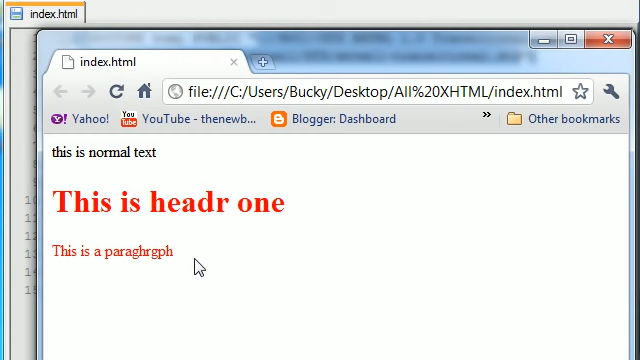 index.html
index.html
file:///C:/Users/Bucky/Desktop/All%20XHTML/index.html
Yahoo! YouTube - thenewb... Blogger: Dashboard » Other bookmarks
this is normal text
This is headr one
This is a paraghrgph